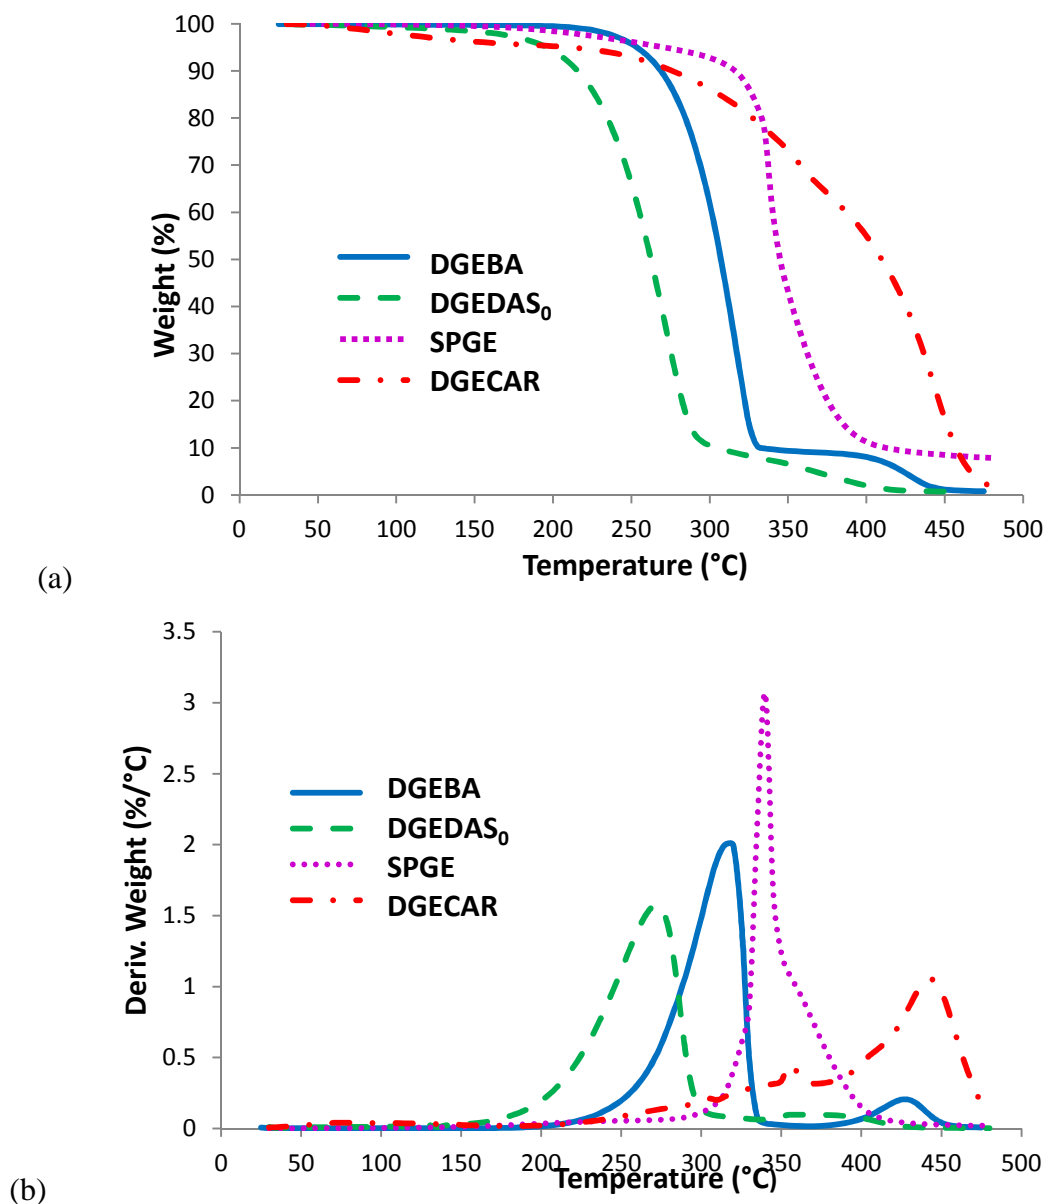 100
90
80
70
60
50
40
30
20
10
0
Weight (%)
DGEBA
DGEDAS₀
SPGE
DGECAR
0 50 100 150 200 250 300 350 400 450 500
Temperature (°C)
(a)
3.5
3
2.5
2
1.5
1
0.5
0
Deriv. Weight (%/°C)
DGEBA
DGEDAS₀
SPGE
DGECAR
0 50 100 150 200 250 300 350 400 450 500
Temperature (°C)
(b)